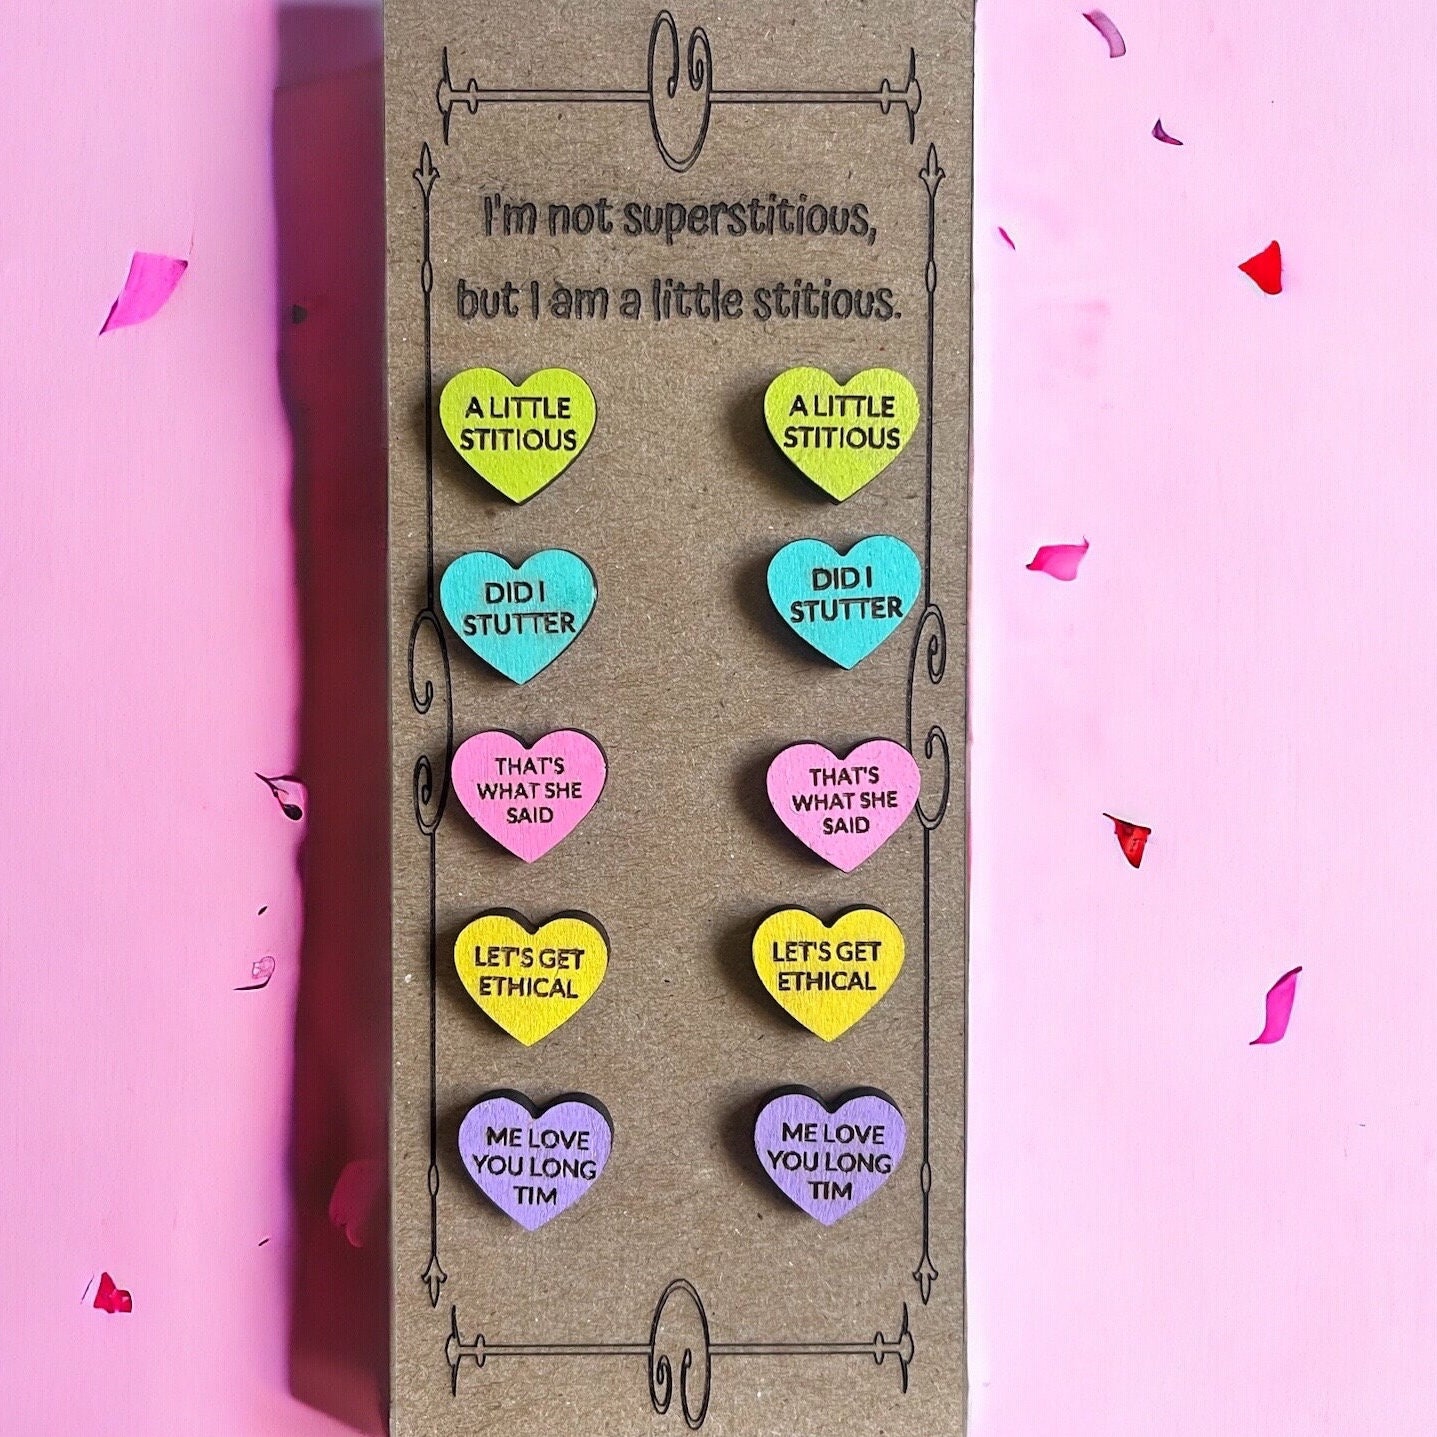 I'm not superstitious,
but I am a little stitious.
A LITTLE
STITIOUS
A LITTLE
STITIOUS
DID I
STUTTER
DID I
STUTTER
THAT'S
WHAT SHE
SAID
THAT'S
WHAT SHE
SAID
LET'S GET
ETHICAL
LET'S GET
ETHICAL
ME LOVE
YOU LONG
TIM
ME LOVE
YOU LONG
TIM